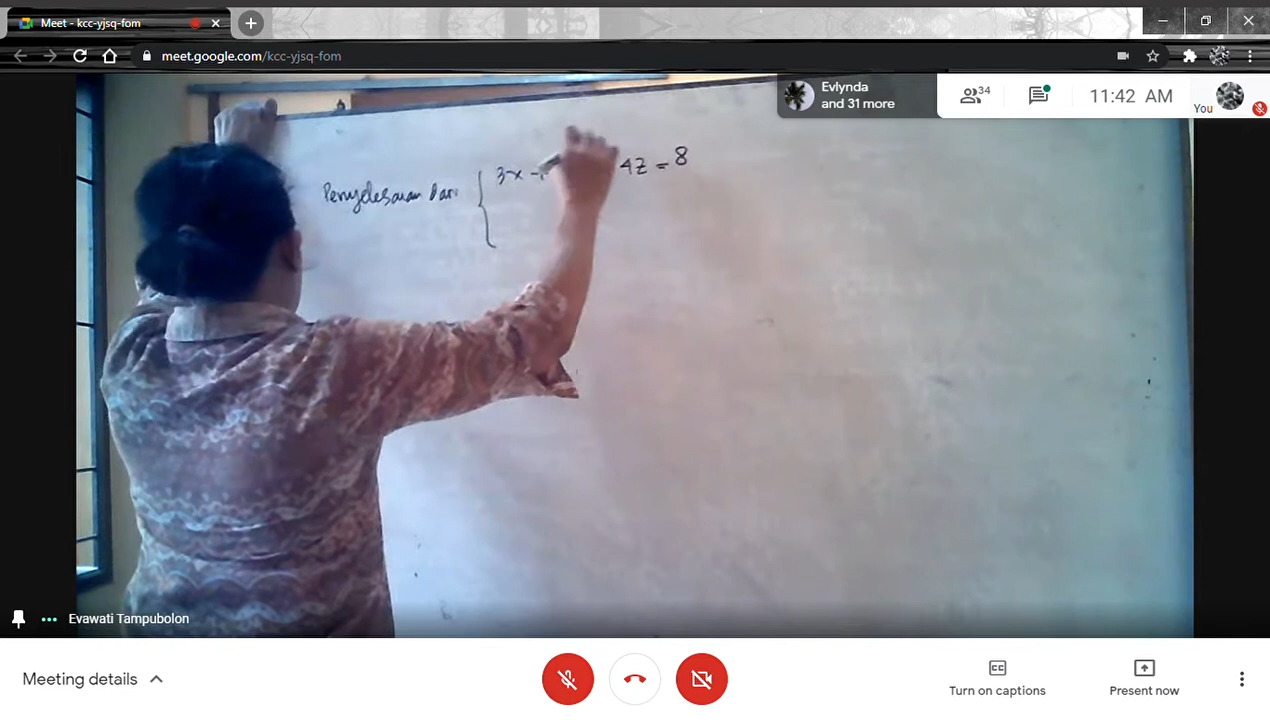 Meet - kcc-yjsq-fom
meet.google.com/kcc-yjsq-fom
Evlynda
and 31 more
34
11:42 AM
You
Penyelesaian Dari { 3x - 4z = 8
Evawati Tampubolon
Meeting details
CC
Turn on captions
Present now